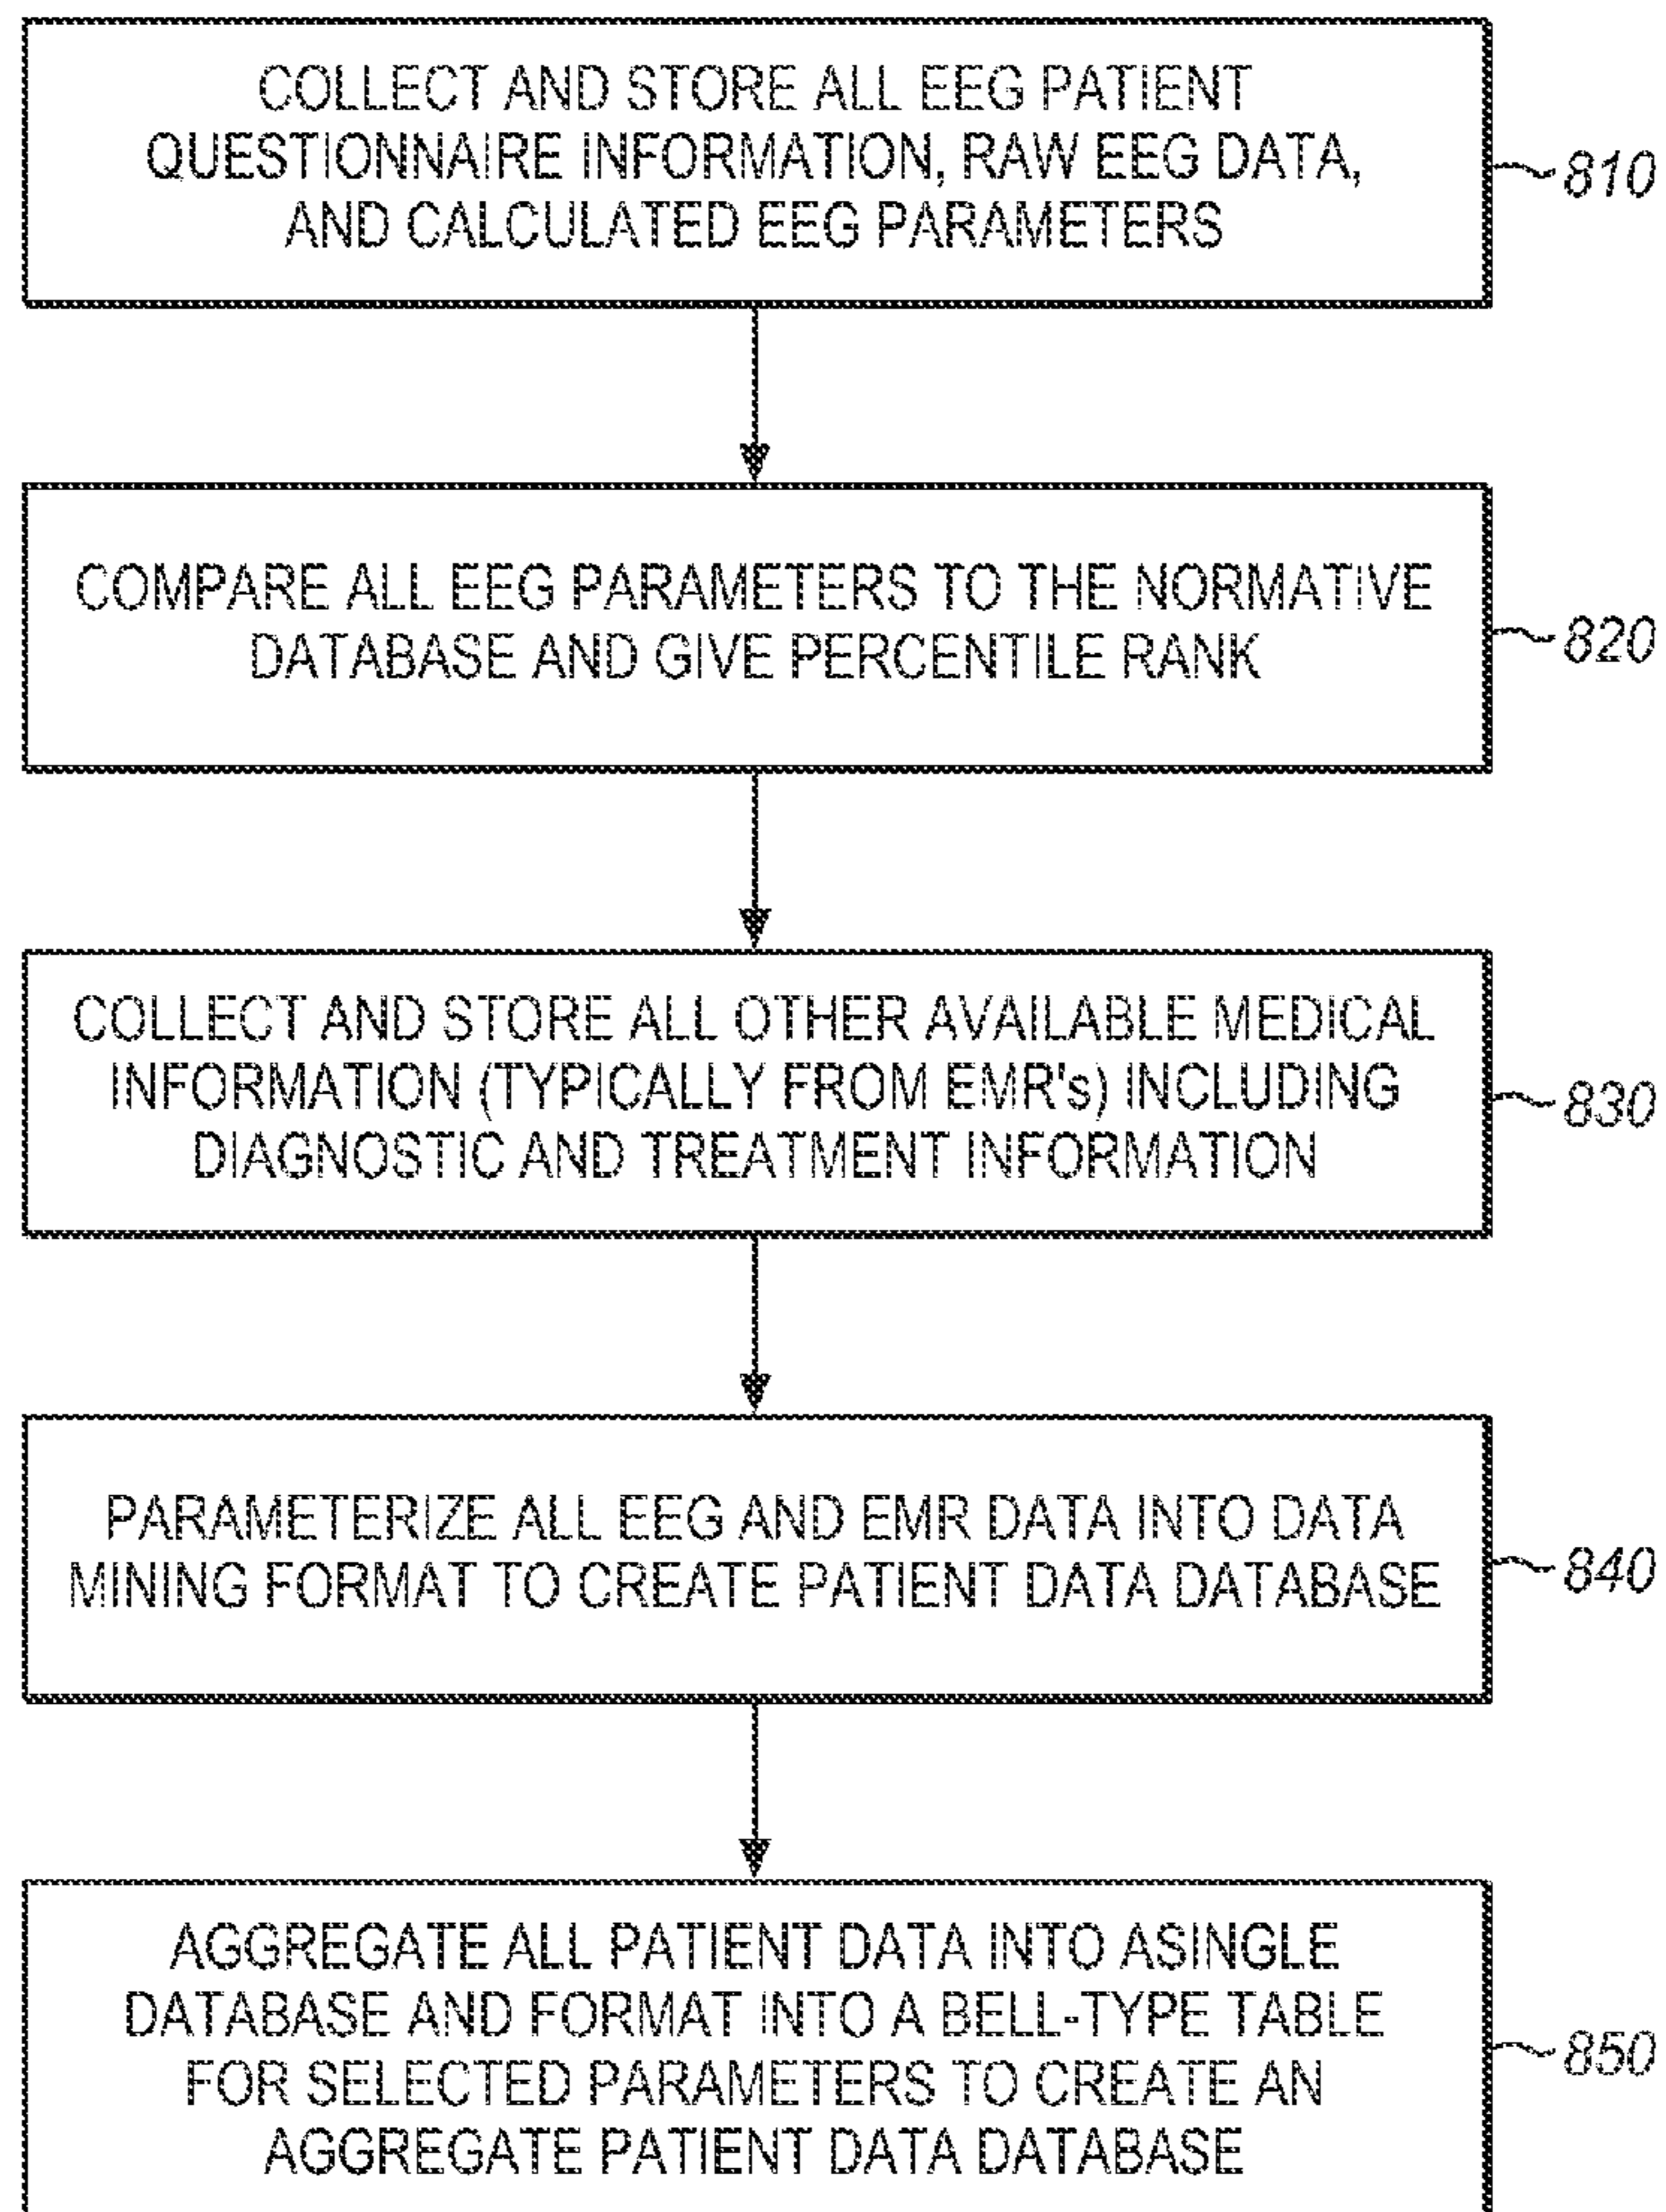 COLLECT AND STORE ALL EEG PATIENT
QUESTIONNAIRE INFORMATION, RAW EEG DATA,
AND CALCULATED EEG PARAMETERS
810
COMPARE ALL EEG PARAMETERS TO THE NORMATIVE
DATABASE AND GIVE PERCENTILE RANK
820
COLLECT AND STORE ALL OTHER AVAILABLE MEDICAL
INFORMATION (TYPICALLY FROM EMR's) INCLUDING
DIAGNOSTIC AND TREATMENT INFORMATION
830
PARAMETERIZE ALL EEG AND EMR DATA INTO DATA
MINING FORMAT TO CREATE PATIENT DATA DATABASE
840
AGGREGATE ALL PATIENT DATA INTO ASINGLE
DATABASE AND FORMAT INTO A BELL-TYPE TABLE
FOR SELECTED PARAMETERS TO CREATE AN
AGGREGATE PATIENT DATA DATABASE
850